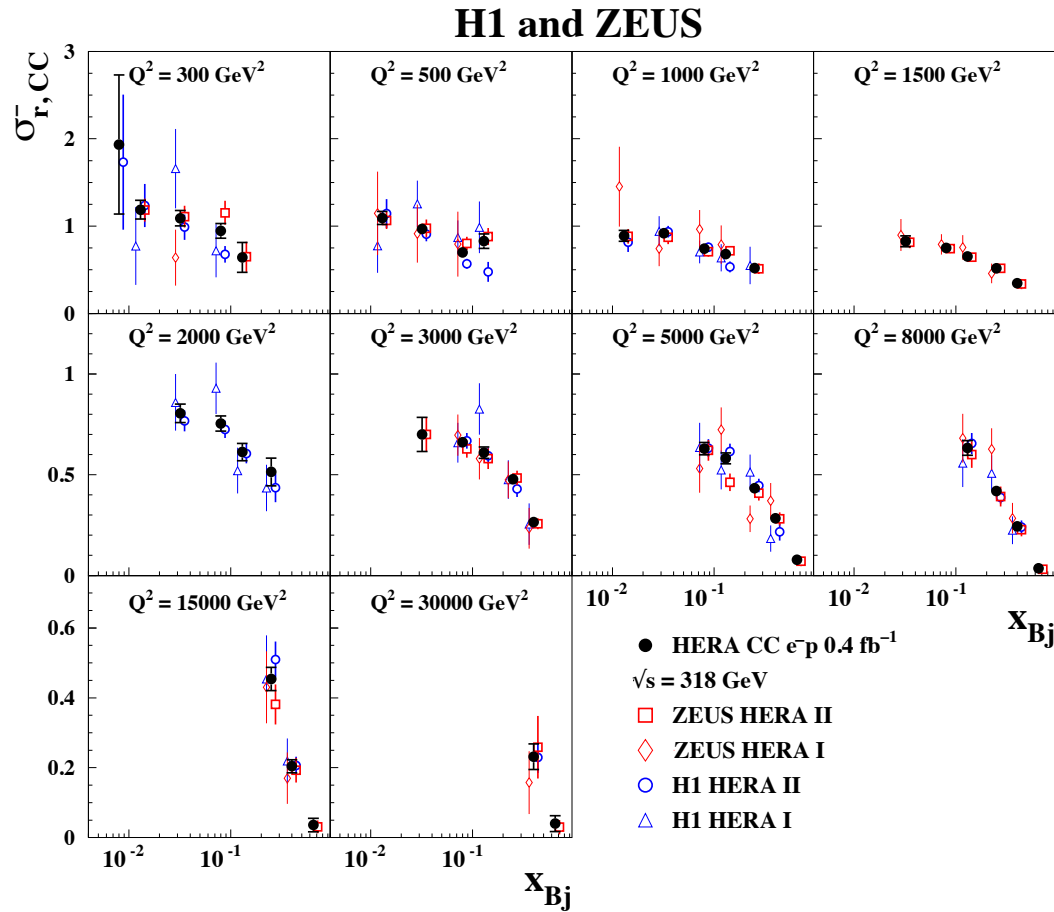 H1 and ZEUS
σ⁻r,CC
Q² = 300 GeV²
Q² = 500 GeV²
Q² = 1000 GeV²
Q² = 1500 GeV²
3
2
1
0
Q² = 2000 GeV²
Q² = 3000 GeV²
Q² = 5000 GeV²
Q² = 8000 GeV²
1
0.5
0
10⁻² 10⁻¹ 10⁻² 10⁻¹
xBj
Q² = 15000 GeV²
Q² = 30000 GeV²
0.6
0.4
0.2
0
10⁻² 10⁻¹ 10⁻² 10⁻¹
xBj
HERA CC e⁻p 0.4 fb⁻¹
√s = 318 GeV
ZEUS HERA II
ZEUS HERA I
H1 HERA II
H1 HERA I